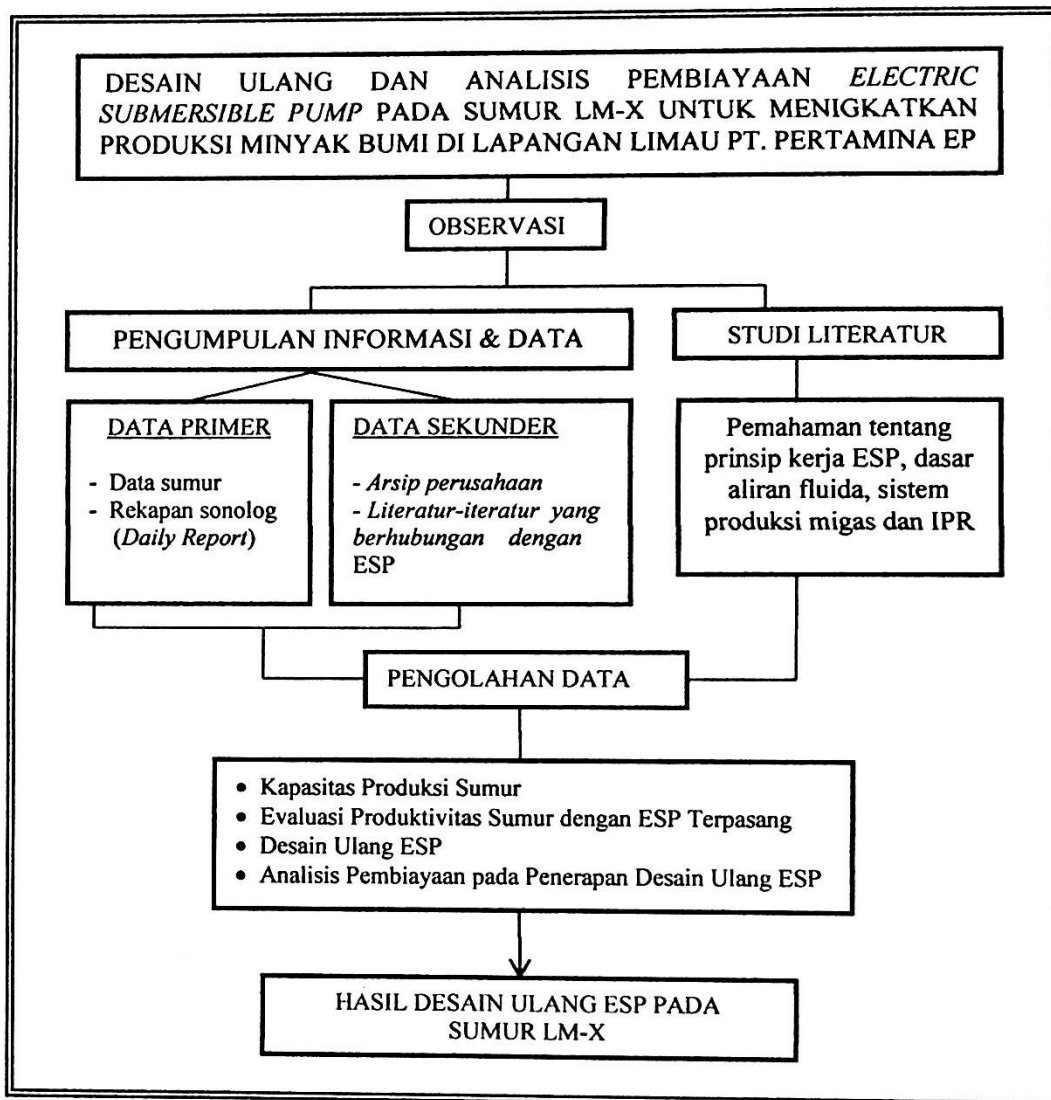 DESAIN ULANG DAN ANALISIS PEMBIAYAAN ELECTRIC
SUBMERSIBLE PUMP PADA SUMUR LM-X UNTUK MENIGKATKAN
PRODUKSI MINYAK BUMI DI LAPANGAN LIMAU PT. PERTAMINA EP
OBSERVASI
PENGUMPULAN INFORMASI & DATA
STUDI LITERATUR
DATA PRIMER
- Data sumur
- Rekapan sonolog
(Daily Report)
DATA SEKUNDER
- Arsip perusahaan
- Literatur-iteratur yang
berhubungan dengan
ESP
Pemahaman tentang
prinsip kerja ESP, dasar
aliran fluida, sistem
produksi migas dan IPR
PENGOLAHAN DATA
• Kapasitas Produksi Sumur
• Evaluasi Produktivitas Sumur dengan ESP Terpasang
• Desain Ulang ESP
• Analisis Pembiayaan pada Penerapan Desain Ulang ESP
HASIL DESAIN ULANG ESP PADA
SUMUR LM-X